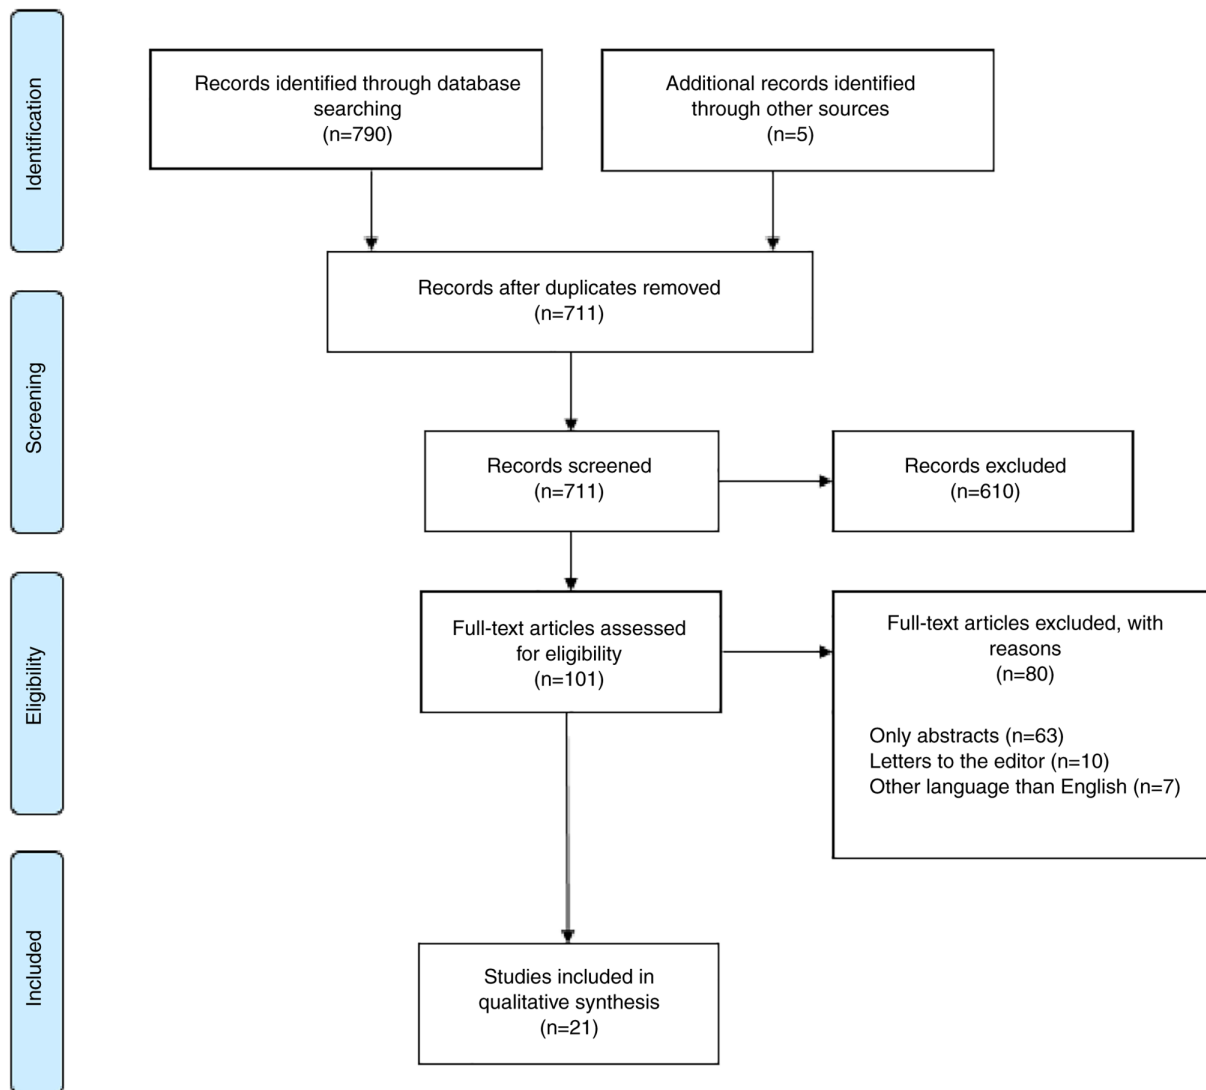 Identification
Records identified through database
searching
(n=790)
Additional records identified
through other sources
(n=5)
Records after duplicates removed
(n=711)
Screening
Records screened
(n=711)
Records excluded
(n=610)
Eligibility
Full-text articles assessed
for eligibility
(n=101)
Full-text articles excluded, with
reasons
(n=80)
Only abstracts (n=63)
Letters to the editor (n=10)
Other language than English (n=7)
Included
Studies included in
qualitative synthesis
(n=21)